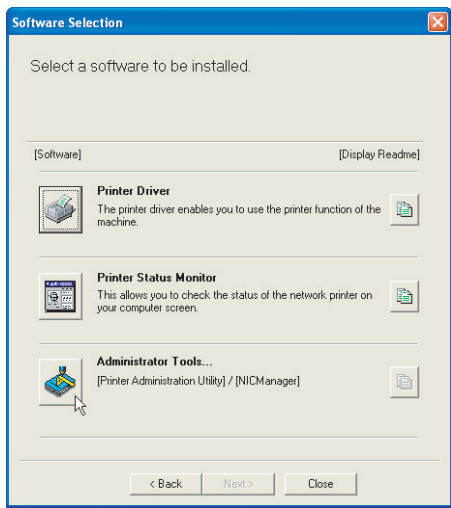 Software Selection
Select a software to be installed.
[Software] [Display Readme]
Printer Driver
The printer driver enables you to use the printer function of the
machine.
Printer Status Monitor
This allows you to check the status of the network printer on
your computer screen.
Administrator Tools...
[Printer Administration Utility] / [NICManager]
< Back Next > Close